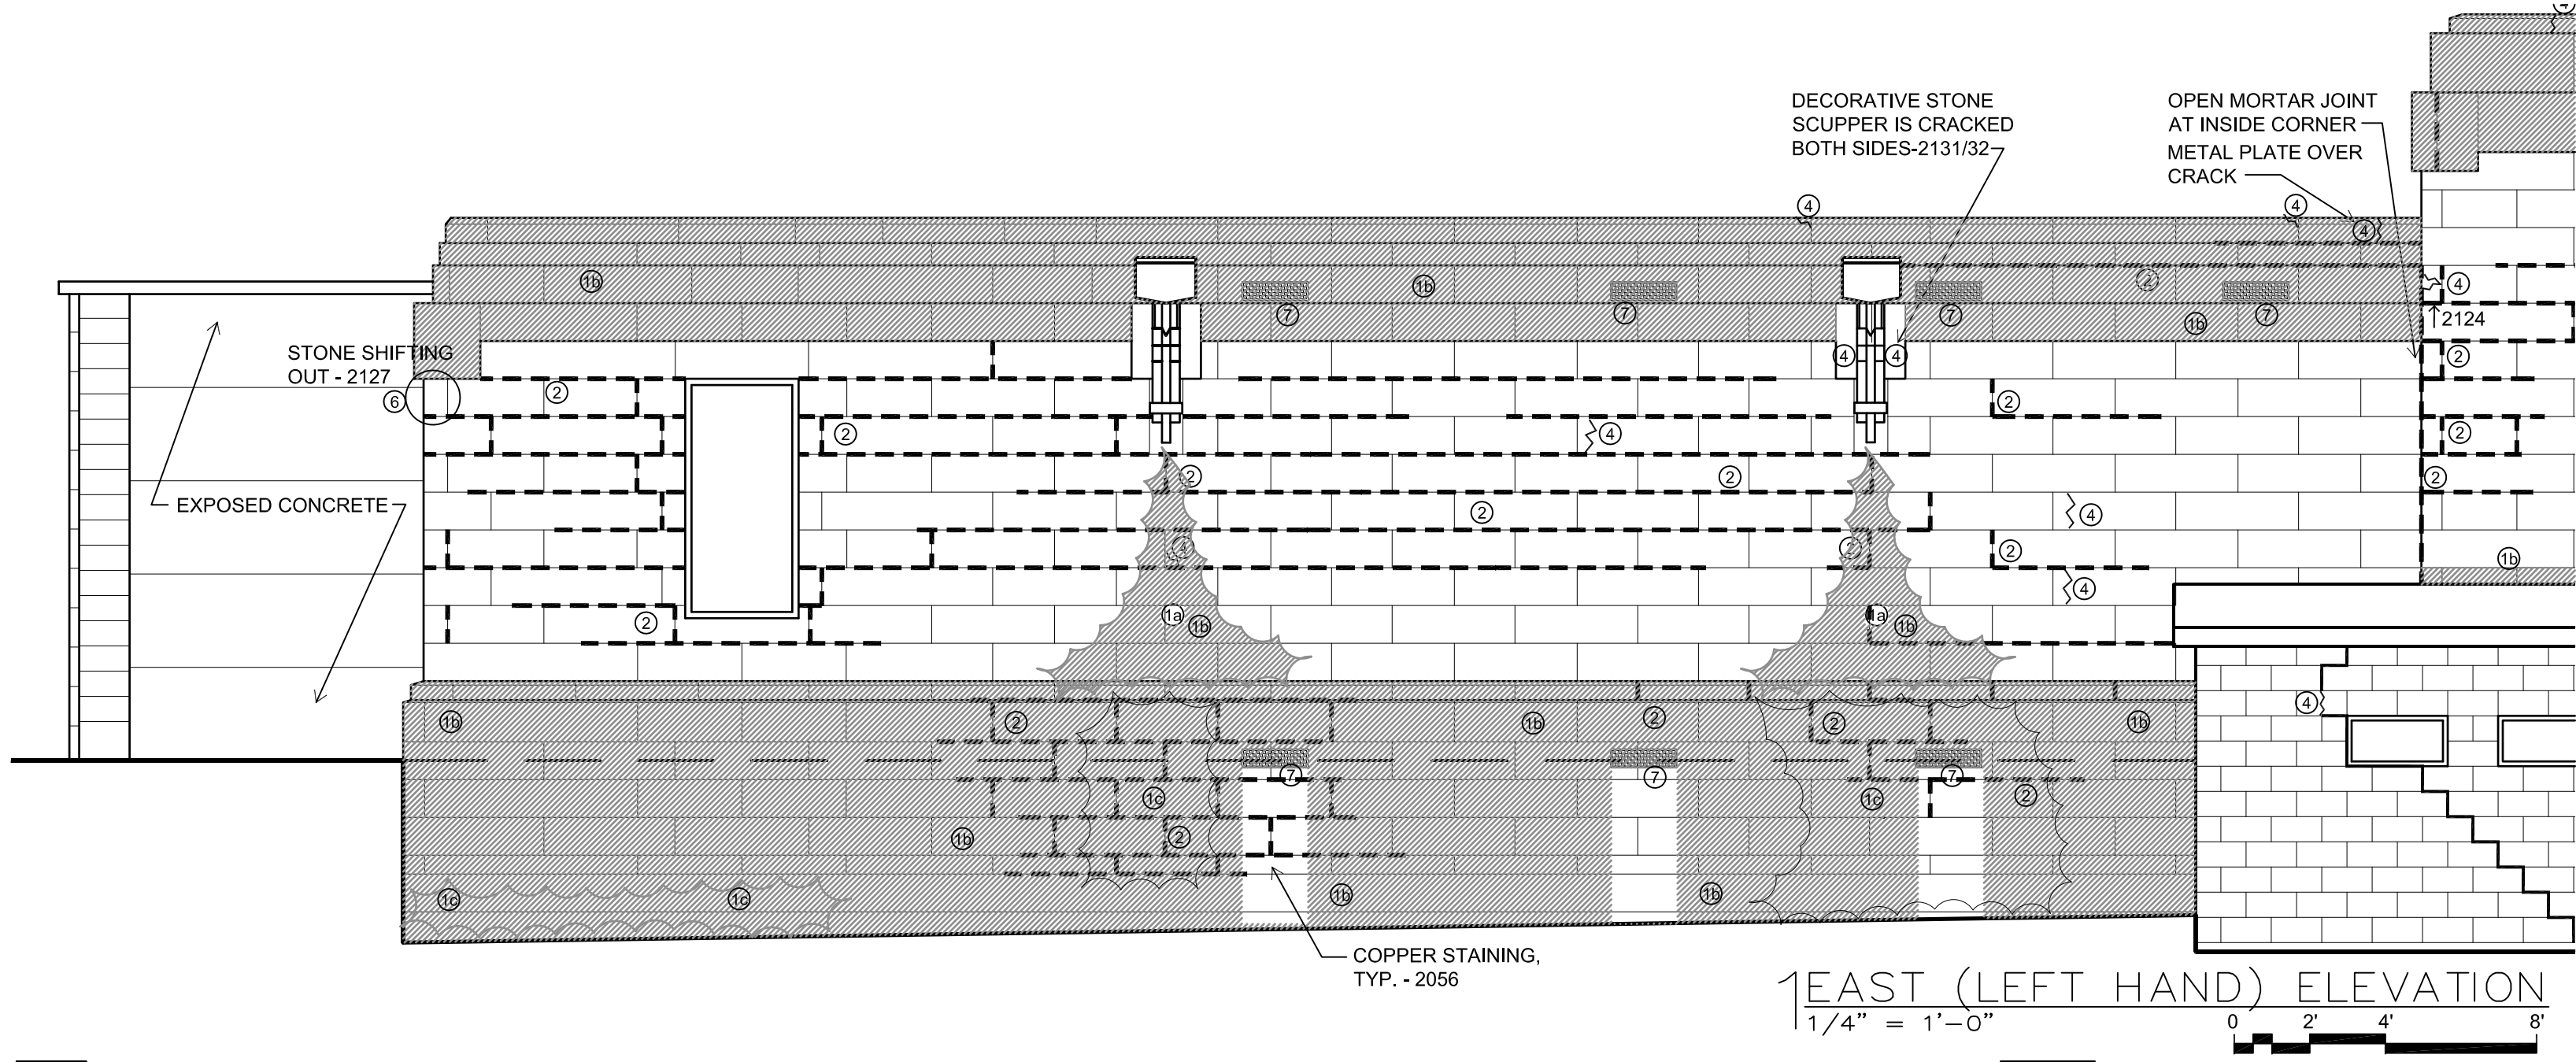 4
DECORATIVE STONE
SCUPPER IS CRACKED
BOTH SIDES-2131/32
OPEN MORTAR JOINT
AT INSIDE CORNER
METAL PLATE OVER
CRACK
4
4
4
1b
1b
2
4
7
7
7
1b
7
2124
STONE SHIFTING
OUT - 2127
4
4
2
6
2
2
2
4
2
2
2
2
EXPOSED CONCRETE
2
4
4
2
2
1b
4
2
1a
1b
1a
1b
4
1b
2
1b
2
2
1b
7
7
7
1c
1c
2
1b
2
1c
1c
1b
1b
COPPER STAINING,
TYP. - 2056
1 EAST (LEFT HAND) ELEVATION
1/4" = 1'-0"
0 2' 4' 8'